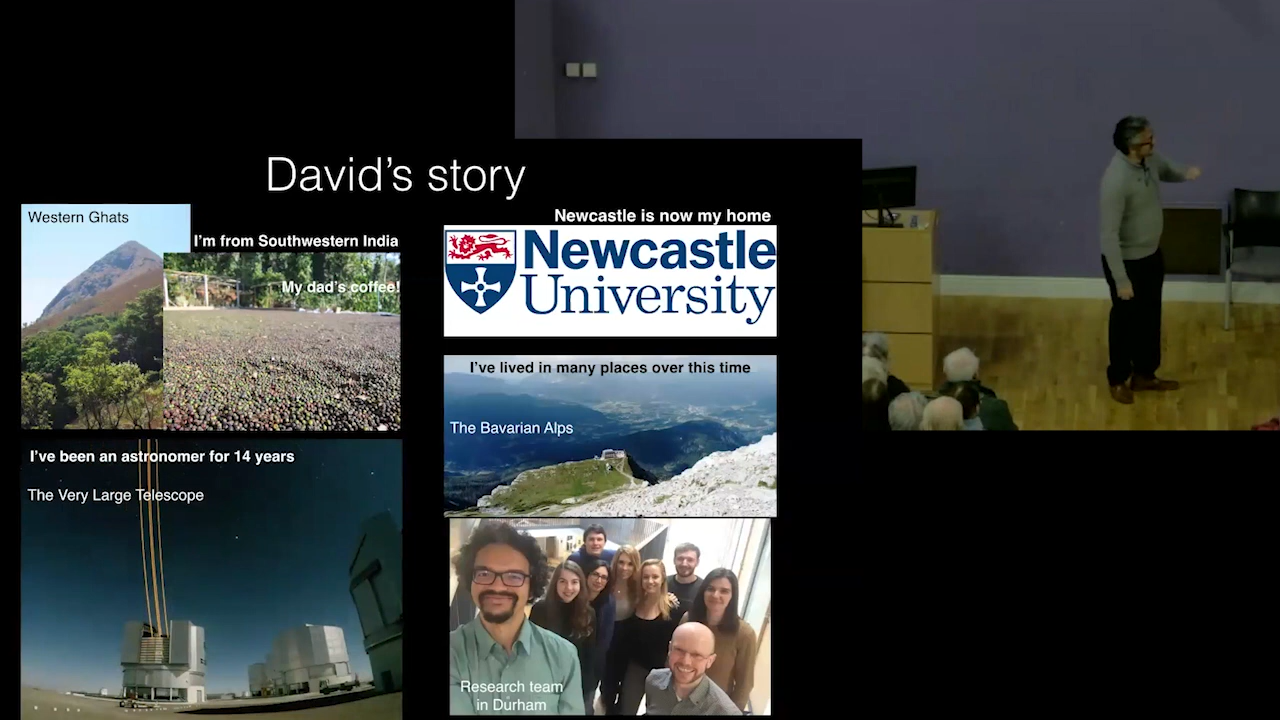 David's story
Western Ghats
I'm from Southwestern India
My dad's coffee!
I've been an astronomer for 14 years
The Very Large Telescope
Newcastle is now my home
Newcastle
University
I've lived in many places over this time
The Bavarian Alps
Research team
in Durham